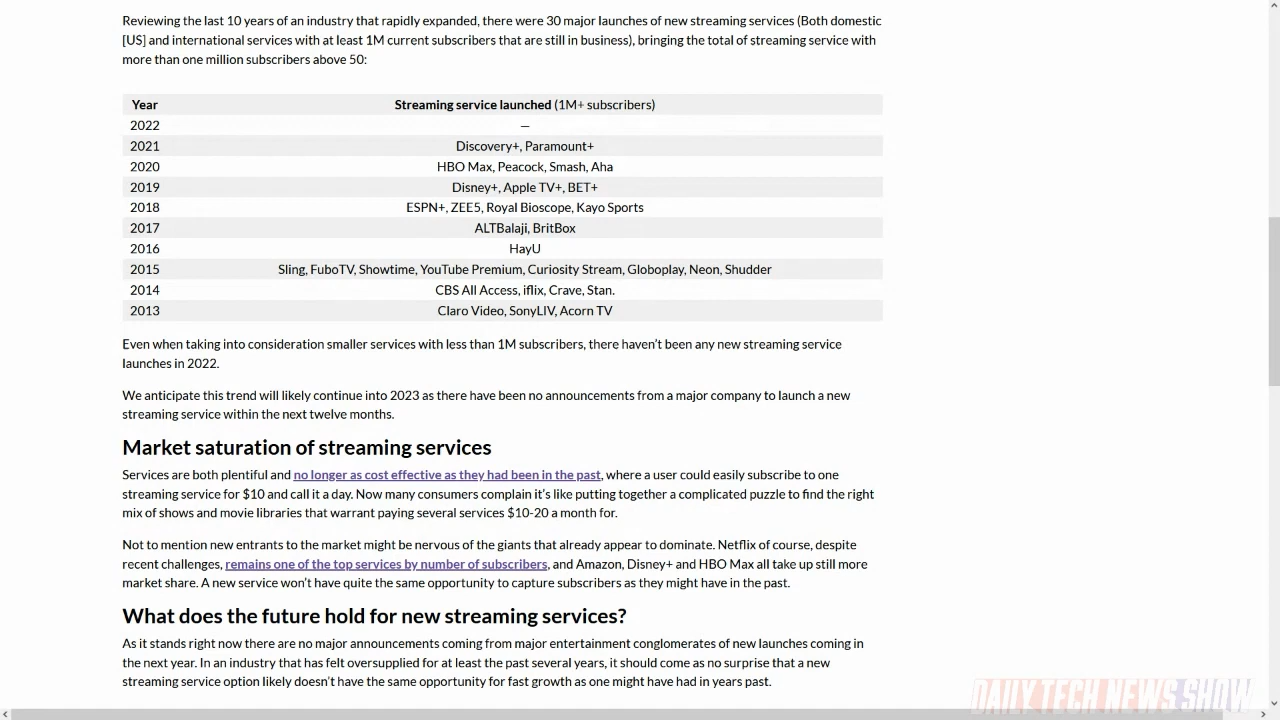 Reviewing the last 10 years of an industry that rapidly expanded, there were 30 major launches of new streaming services (Both domestic
[US] and international services with at least 1M current subscribers that are still in business), bringing the total of streaming service with
more than one million subscribers above 50:
Year Streaming service launched (1M+ subscribers)
2022 —
2021 Discovery+, Paramount+
2020 HBO Max, Peacock, Smash, Aha
2019 Disney+, Apple TV+, BET+
2018 ESPN+, ZEE5, Royal Bioscope, Kayo Sports
2017 ALTBalaji, BritBox
2016 HayU
2015 Sling, FuboTV, Showtime, YouTube Premium, Curiosity Stream, Globoplay, Neon, Shudder
2014 CBS All Access, iflix, Crave, Stan.
2013 Claro Video, SonyLIV, Acorn TV
Even when taking into consideration smaller services with less than 1M subscribers, there haven't been any new streaming service
launches in 2022.
We anticipate this trend will likely continue into 2023 as there have been no announcements from a major company to launch a new
streaming service within the next twelve months.
Market saturation of streaming services
Services are both plentiful and no longer as cost effective as they had been in the past, where a user could easily subscribe to one
streaming service for $10 and call it a day. Now many consumers complain it's like putting together a complicated puzzle to find the right
mix of shows and movie libraries that warrant paying several services $10-20 a month for.
Not to mention new entrants to the market might be nervous of the giants that already appear to dominate. Netflix of course, despite
recent challenges, remains one of the top services by number of subscribers, and Amazon, Disney+ and HBO Max all take up still more
market share. A new service won't have quite the same opportunity to capture subscribers as they might have in the past.
What does the future hold for new streaming services?
As it stands right now there are no major announcements coming from major entertainment conglomerates of new launches coming in
the next year. In an industry that has felt oversupplied for at least the past several years, it should come as no surprise that a new
streaming service option likely doesn't have the same opportunity for fast growth as one might have had in years past.
DAILY TECH NEWS SHOW